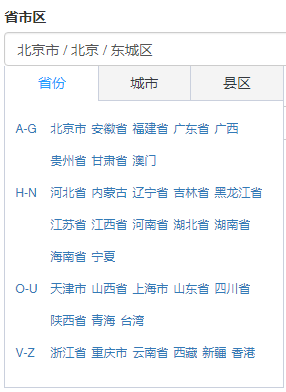 省市区
北京市 / 北京 / 东城区
省份 城市 县区
A-G 北京市 安徽省 福建省 广东省 广西
贵州省 甘肃省 澳门
H-N 河北省 内蒙古 辽宁省 吉林省 黑龙江省
江苏省 江西省 河南省 湖北省 湖南省
海南省 宁夏
O-U 天津市 山西省 上海市 山东省 四川省
陕西省 青海 台湾
V-Z 浙江省 重庆市 云南省 西藏 新疆 香港